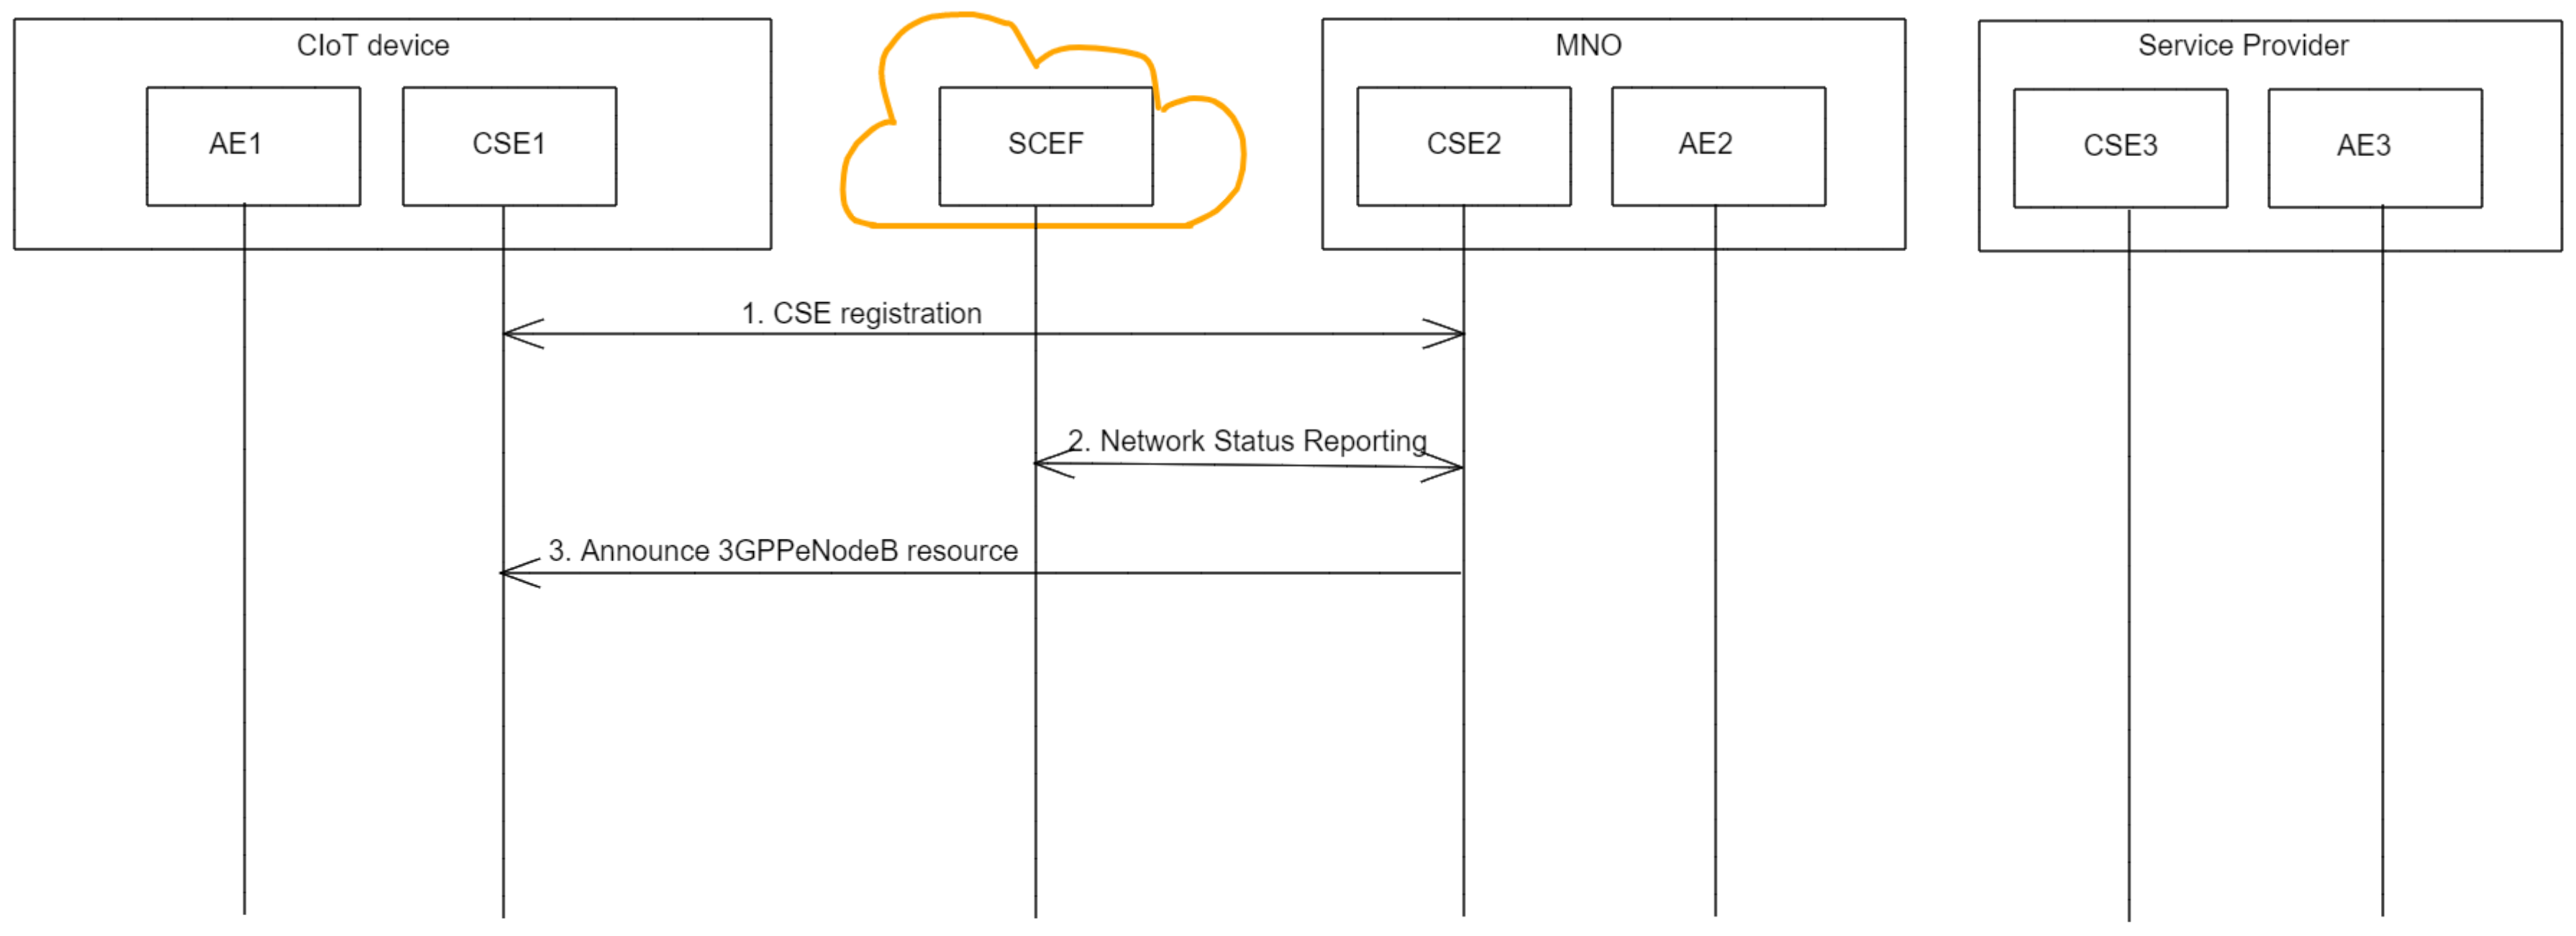 CIoT device
MNO
Service Provider
AE1
CSE1
SCEF
CSE2
AE2
CSE3
AE3
1. CSE registration
2. Network Status Reporting
3. Announce 3GPPeNodeB resource